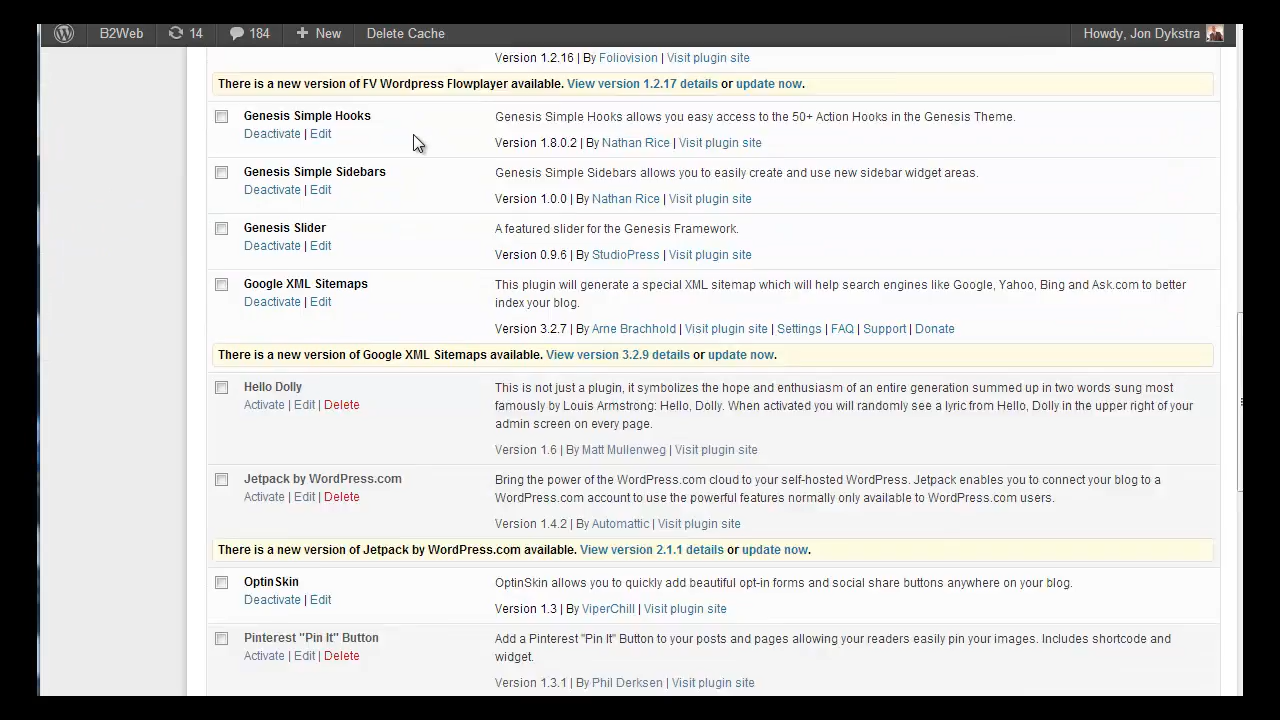 B2Web 14 184 + New Delete Cache Howdy, Jon Dykstra
Version 1.2.16 | By Foliovision | Visit plugin site
There is a new version of FV Wordpress Flowplayer available. View version 1.2.17 details or update now.
Genesis Simple Hooks
Deactivate | Edit
Genesis Simple Hooks allows you easy access to the 50+ Action Hooks in the Genesis Theme.
Version 1.8.0.2 | By Nathan Rice | Visit plugin site
Genesis Simple Sidebars
Deactivate | Edit
Genesis Simple Sidebars allows you to easily create and use new sidebar widget areas.
Version 1.0.0 | By Nathan Rice | Visit plugin site
Genesis Slider
Deactivate | Edit
A featured slider for the Genesis Framework.
Version 0.9.6 | By StudioPress | Visit plugin site
Google XML Sitemaps
Deactivate | Edit
This plugin will generate a special XML sitemap which will help search engines like Google, Yahoo, Bing and Ask.com to better
index your blog.
Version 3.2.7 | By Arne Brachhold | Visit plugin site | Settings | FAQ | Support | Donate
There is a new version of Google XML Sitemaps available. View version 3.2.9 details or update now.
Hello Dolly
Activate | Edit | Delete
This is not just a plugin, it symbolizes the hope and enthusiasm of an entire generation summed up in two words sung most
famously by Louis Armstrong: Hello, Dolly. When activated you will randomly see a lyric from Hello, Dolly in the upper right of your
admin screen on every page.
Version 1.6 | By Matt Mullenweg | Visit plugin site
Jetpack by WordPress.com
Activate | Edit | Delete
Bring the power of the WordPress.com cloud to your self-hosted WordPress. Jetpack enables you to connect your blog to a
WordPress.com account to use the powerful features normally only available to WordPress.com users.
Version 1.4.2 | By Automattic | Visit plugin site
There is a new version of Jetpack by WordPress.com available. View version 2.1.1 details or update now.
OptinSkin
Deactivate | Edit
OptinSkin allows you to quickly add beautiful opt-in forms and social share buttons anywhere on your blog.
Version 1.3 | By ViperChill | Visit plugin site
Pinterest "Pin It" Button
Activate | Edit | Delete
Add a Pinterest "Pin It" Button to your posts and pages allowing your readers easily pin your images. Includes shortcode and
widget.
Version 1.3.1 | By Phil Derksen | Visit plugin site